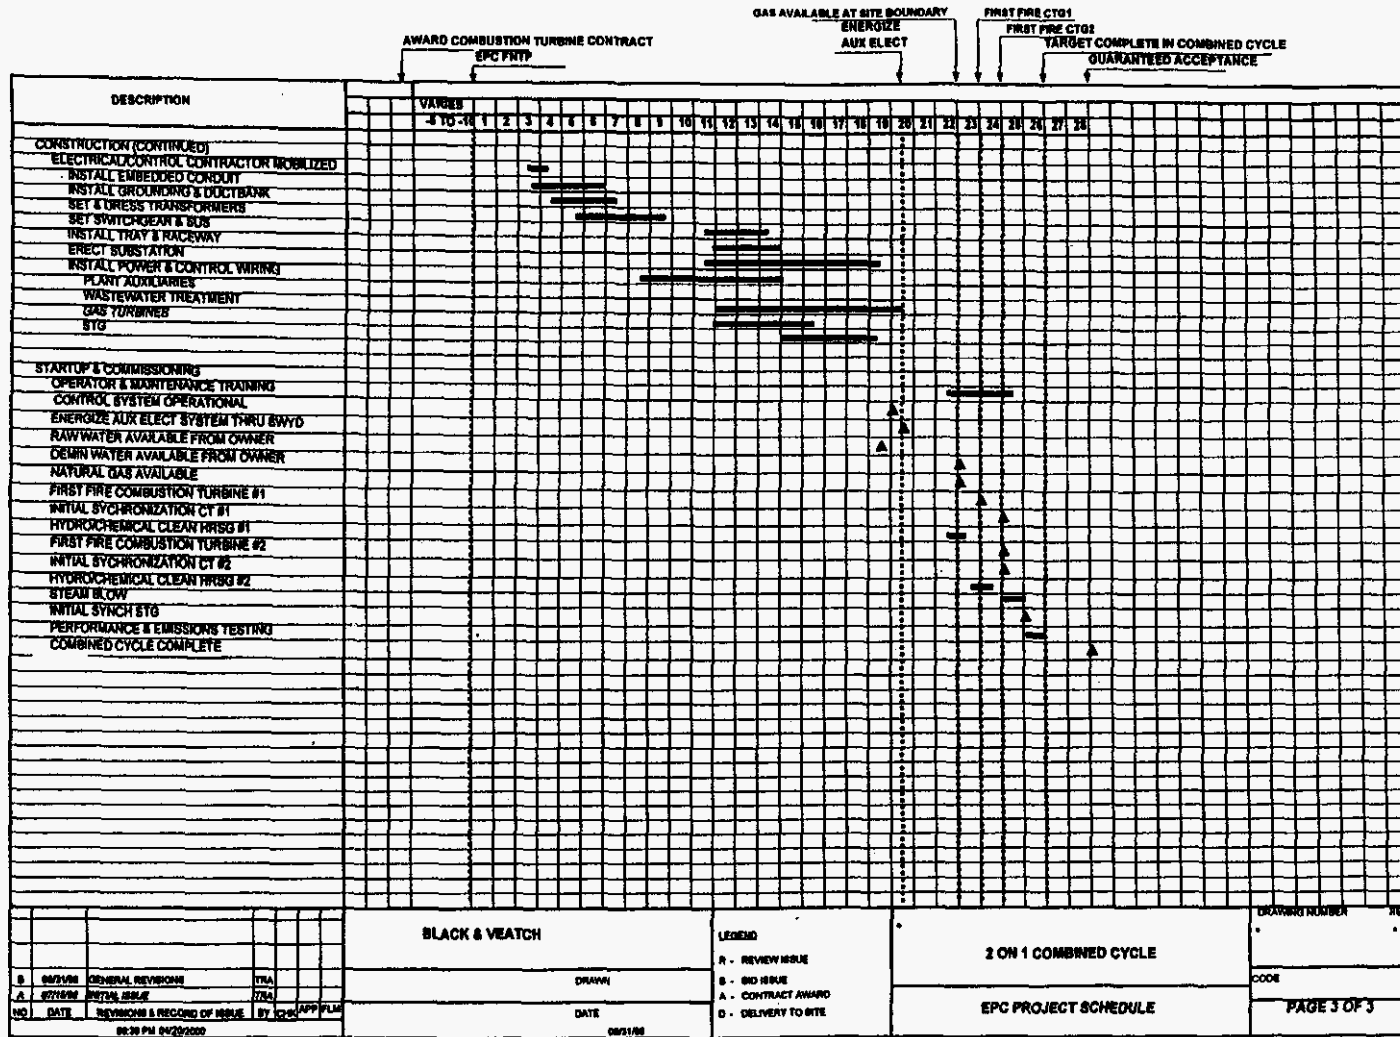 GAS AVAILABLE AT SITE BOUNDARY
FIRST FIRE CTG1
ENERGIZE
FIRST FIRE CTG2
AWARD COMBUSTION TURBINE CONTRACT
AUX ELECT
TARGET COMPLETE IN COMBINED CYCLE
EPC FNTP
GUARANTEED ACCEPTANCE
DESCRIPTION
VARIES
1 2 3 4 5 6 7 8 9 10 11 12 13 14 15 16 17 18 19 20 21 22 23 24 25 26 27 28
CONSTRUCTION (CONTINUED)
ELECTRICAL/CONTROL CONTRACTOR MOBILIZED
INSTALL EMBEDDED CONDUIT
INSTALL GROUNDING & DUCTBANK
SET & DRESS TRANSFORMERS
SET SWITCHGEAR & BUS
INSTALL TRAY & RACEWAY
ERECT SUBSTATION
INSTALL POWER & CONTROL WIRING
PLANT AUXILIARIES
WASTEWATER TREATMENT
GAS TURBINES
STG
STARTUP & COMMISSIONING
OPERATOR & MAINTENANCE TRAINING
CONTROL SYSTEM OPERATIONAL
ENERGIZE AUX ELECT SYSTEM THRU SWYD
RAW WATER AVAILABLE FROM OWNER
DEMIN WATER AVAILABLE FROM OWNER
NATURAL GAS AVAILABLE
FIRST FIRE COMBUSTION TURBINE #1
INITIAL SYCHRONIZATION CT #1
HYDROCHEMICAL CLEAN HRSG #1
FIRST FIRE COMBUSTION TURBINE #2
INITIAL SYCHRONIZATION CT #2
HYDROCHEMICAL CLEAN HRSG #2
STEAM BLOW
INITIAL SYNCH STG
PERFORMANCE & EMISSIONS TESTING
COMBINED CYCLE COMPLETE
BLACK & VEATCH
LEGEND
R - REVIEW ISSUE
B - BID ISSUE
A - CONTRACT AWARD
D - DELIVERY TO SITE
2 ON 1 COMBINED CYCLE
DRAWING NUMBER
B GENERAL REVISIONS TRA
A INITIAL ISSUE TRA
NO DATE REVISIONS & RECORD OF ISSUE BY CHK APP FLM
DRAWN
DATE
EPC PROJECT SCHEDULE
CODE
PAGE 3 OF 3
PM 04/20/2000